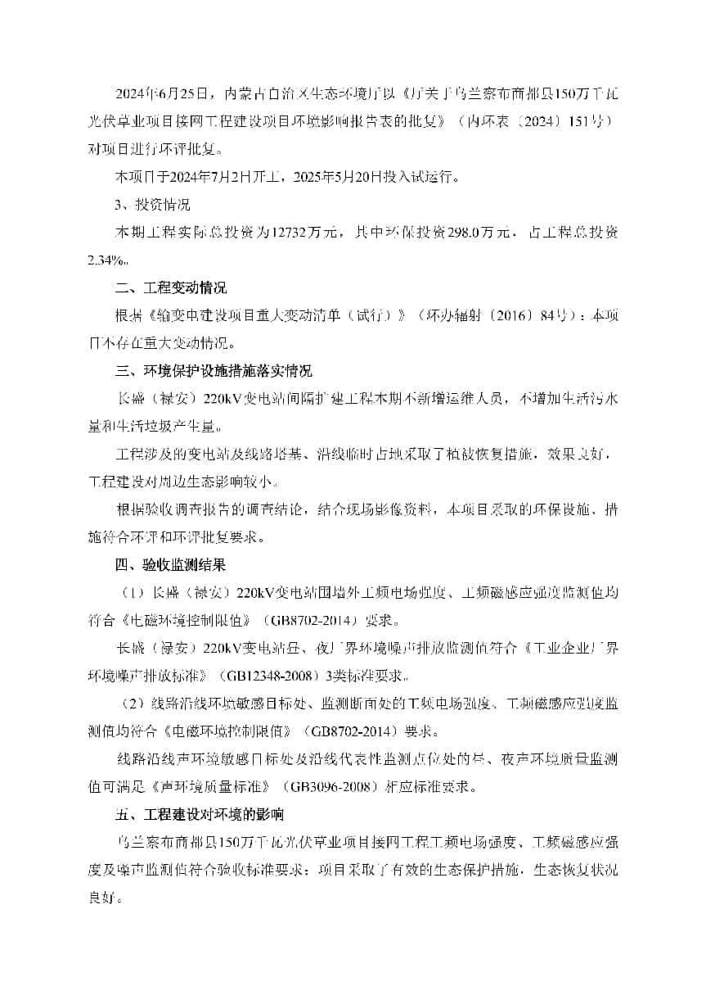 2024年6月25日，内蒙古自治区生态环境厅以《厅关于乌兰察布商都县150万千瓦
光伏草业项目接网工程建设项目环境影响报告表的批复》（内环表〔2024〕151号）
对项目进行环评批复。
本项目于2024年7月2日开工，2025年5月20日投入试运行。
3、投资情况
本期工程实际总投资为12732万元，其中环保投资298.0万元，占工程总投资
2.34%。
二、工程变动情况
根据《输变电建设项目重大变动清单（试行）》（环办辐射〔2016〕84号）：本项
目不存在重大变动情况。
三、环境保护设施措施落实情况
长盛（禄安）220kV变电站间隔扩建工程本期不新增运维人员，不增加生活污水
量和生活垃圾产生量。
工程涉及的变电站及线路塔基、沿线临时占地采取了植被恢复措施，效果良好，
工程建设对周边生态影响较小。
根据验收调查报告的调查结论，结合现场影像资料，本项目采取的环保设施、措
施符合环评和环评批复要求。
四、验收监测结果
（1）长盛（禄安）220kV变电站围墙外工频电场强度、工频磁感应强度监测值均
符合《电磁环境控制限值》（GB8702-2014）要求。
长盛（禄安）220kV变电站昼、夜厂界环境噪声排放监测值符合《工业企业厂界
环境噪声排放标准》（GB12348-2008）3类标准要求。
（2）线路沿线环境敏感目标处、监测断面处的工频电场强度、工频磁感应强度监
测值均符合《电磁环境控制限值》（GB8702-2014）要求。
线路沿线声环境敏感目标处及沿线代表性监测点位处的昼、夜声环境质量监测
值可满足《声环境质量标准》（GB3096-2008）相应标准要求。
五、工程建设对环境的影响
乌兰察布商都县150万千瓦光伏草业项目接网工程工频电场强度、工频磁感应强
度及噪声监测值符合验收标准要求；项目采取了有效的生态保护措施，生态恢复状况
良好。